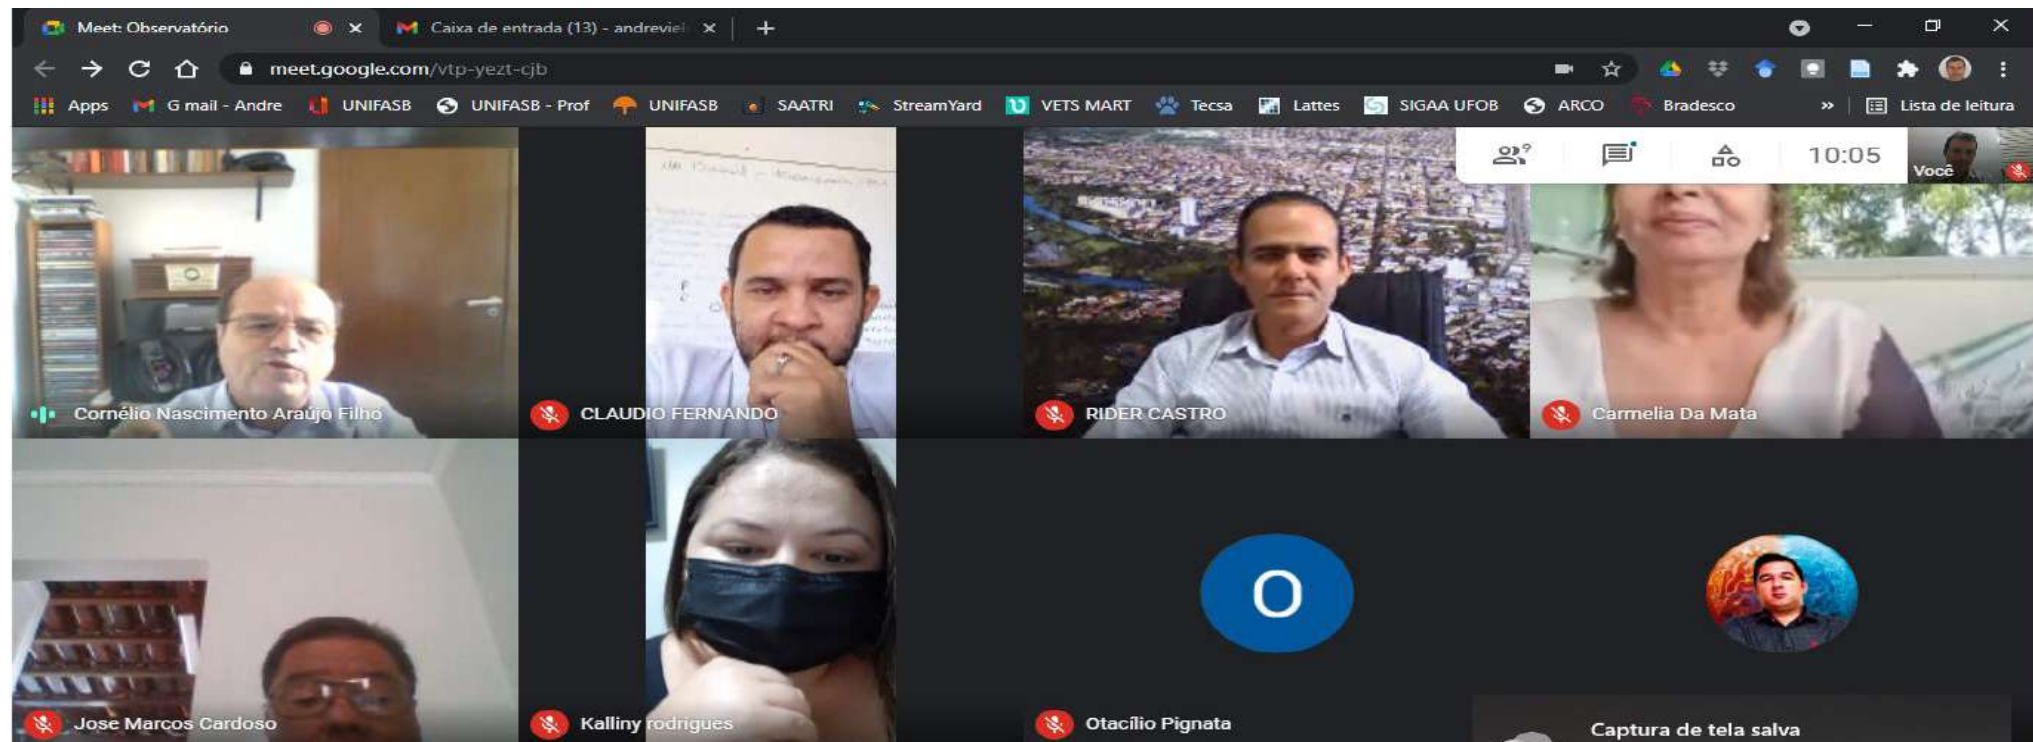 Meet: Observatório
Caixa de entrada (13) - andreviel
meet.google.com/vtp-yezt-cjb
Apps G mail - Andre UNIFASB UNIFASB - Prof UNIFASB SAATRI StreamYard VETS MART Tecsa Lattes SIGAA UFOB ARCO Bradesco » Lista de leitura
10:05
Você
Cornélio Nascimento Araújo Filho
CLAUDIO FERNANDO
RIDER CASTRO
Carmelia Da Mata
O
Jose Marcos Cardoso
Kalliny rodrigues
Otacílio Pignata
Captura de tela salva